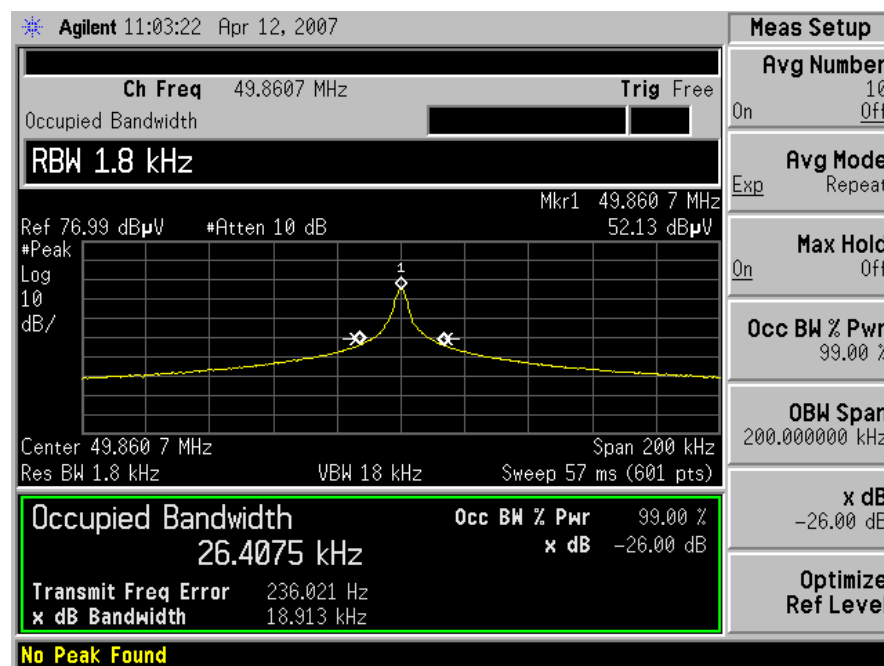 Agilent 11:03:22 Apr 12, 2007
Meas Setup
Ch Freq 49.8607 MHz Trig Free
Occupied Bandwidth
RBW 1.8 kHz
Mkr1 49.860 7 MHz
Ref 76.99 dBµV #Atten 10 dB 52.13 dBµV
#Peak
Log
10
dB/
1
Center 49.860 7 MHz Span 200 kHz
Res BW 1.8 kHz VBW 18 kHz Sweep 57 ms (601 pts)
Occupied Bandwidth Occ BW % Pwr 99.00 %
26.4075 kHz x dB -26.00 dB
Transmit Freq Error 236.021 Hz
x dB Bandwidth 18.913 kHz
No Peak Found
Avg Number
10
On Off
Avg Mode
Exp Repeat
Max Hold
On Off
Occ BW % Pwr
99.00 %
OBW Span
200.000000 kHz
x dB
-26.00 dB
Optimize
Ref Level